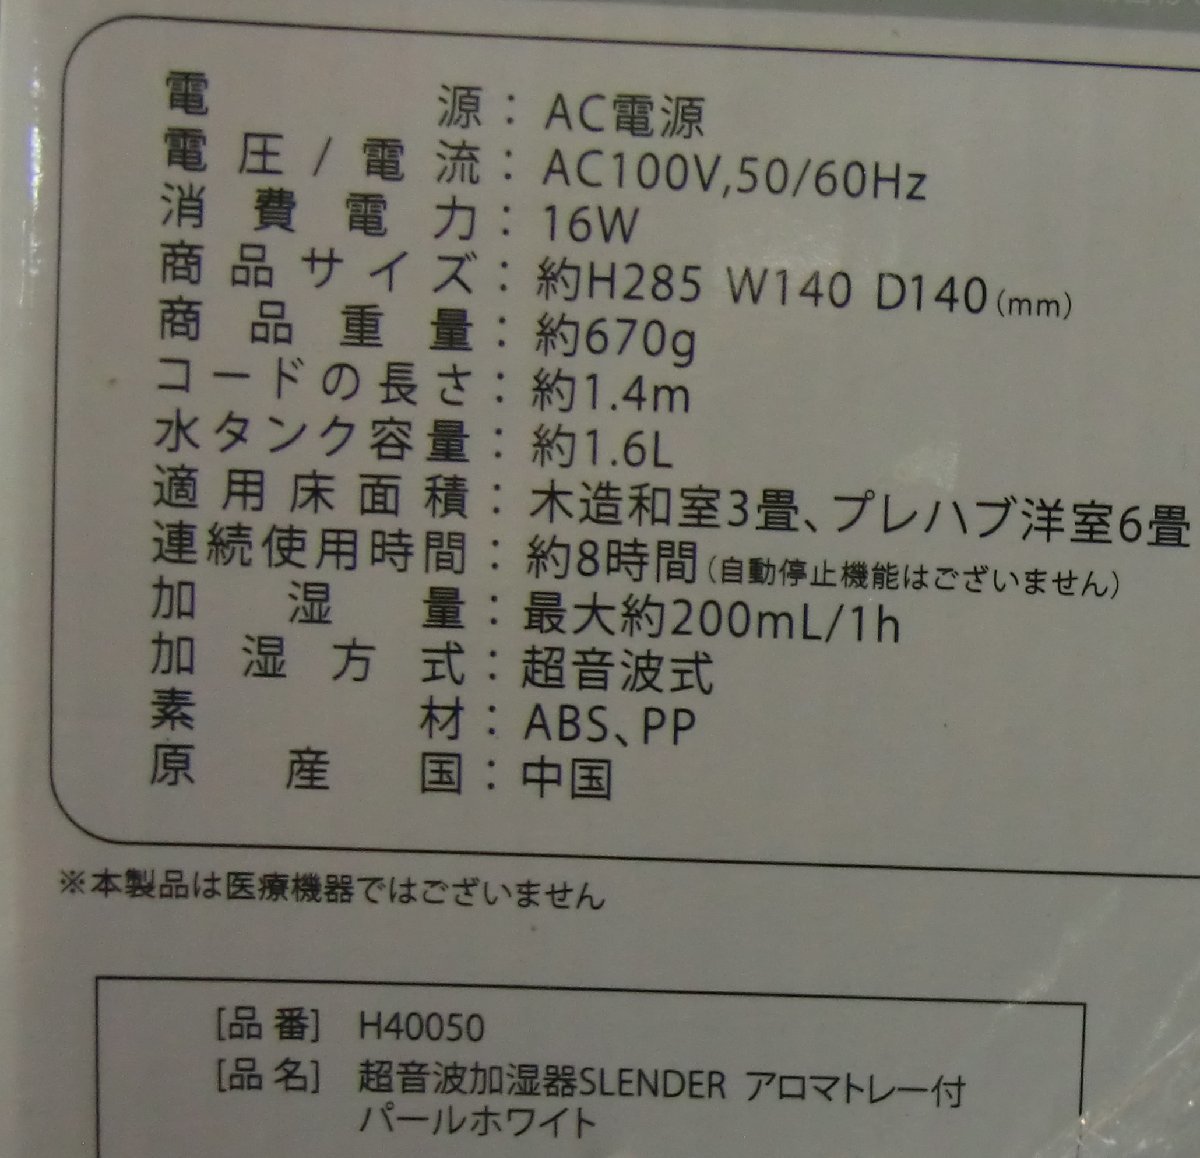 電源：AC電源
電圧/電流：AC100V,50/60Hz
消費電力：16W
商品サイズ：約H285 W140 D140(mm)
商品重量：約670g
コードの長さ：約1.4m
水タンク容量：約1.6L
適用床面積：木造和室3畳、プレハブ洋室6畳
連続使用時間：約8時間(自動停止機能はございません)
加湿量：最大約200mL/1h
加湿方式：超音波式
素材：ABS、PP
原産国：中国
※本製品は医療機器ではございません
[品番] H40050
[品名] 超音波加湿器SLENDER アロマトレー付
パールホワイト